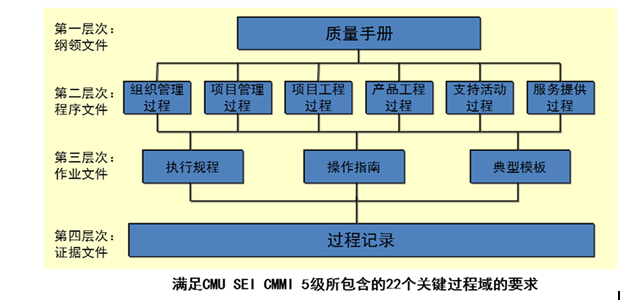 第一层次：
纲领文件
质量手册
第二层次：
程序文件
组织管理
过程
项目管理
过程
项目工程
过程
产品工程
过程
支持活动
过程
服务提供
过程
第三层次：
作业文件
执行规程
操作指南
典型模板
第四层次：
证据文件
过程记录
满足CMU SEI CMMI 5级所包含的22个关键过程域的要求